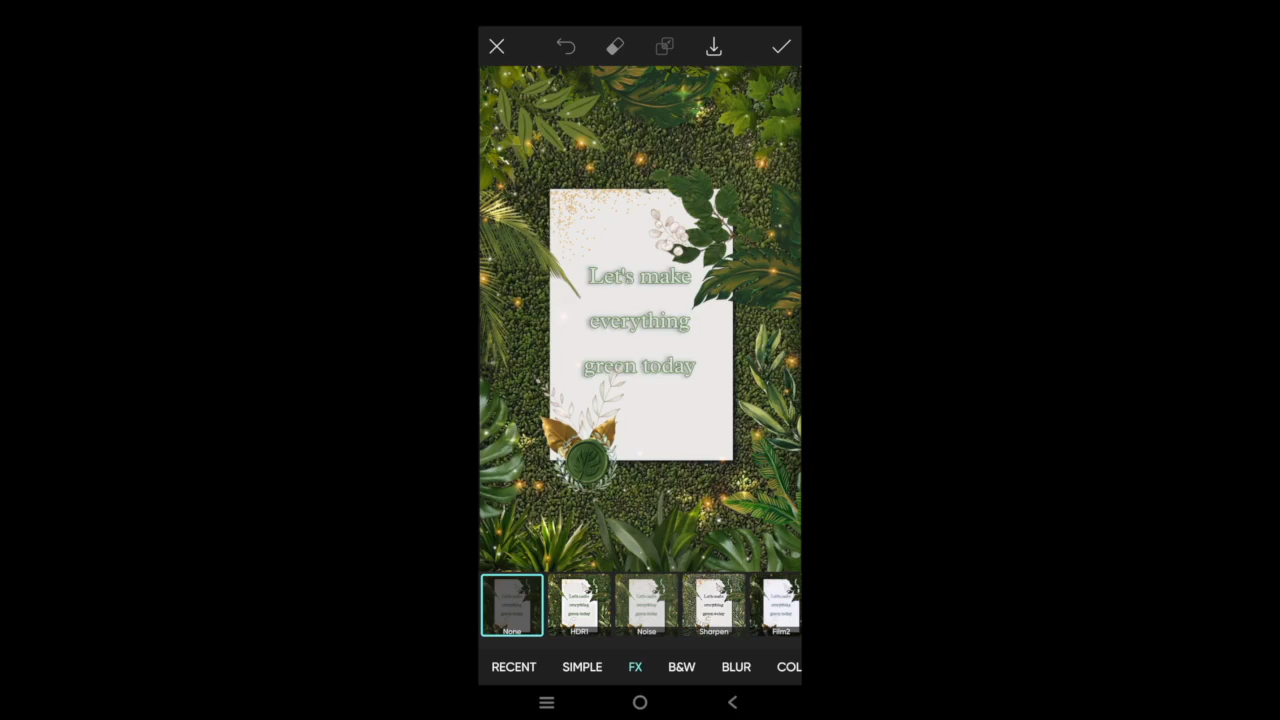 Let's make
everything
green today
None HDR1 Noise Sharpen Film2
RECENT SIMPLE FX B&W BLUR COL